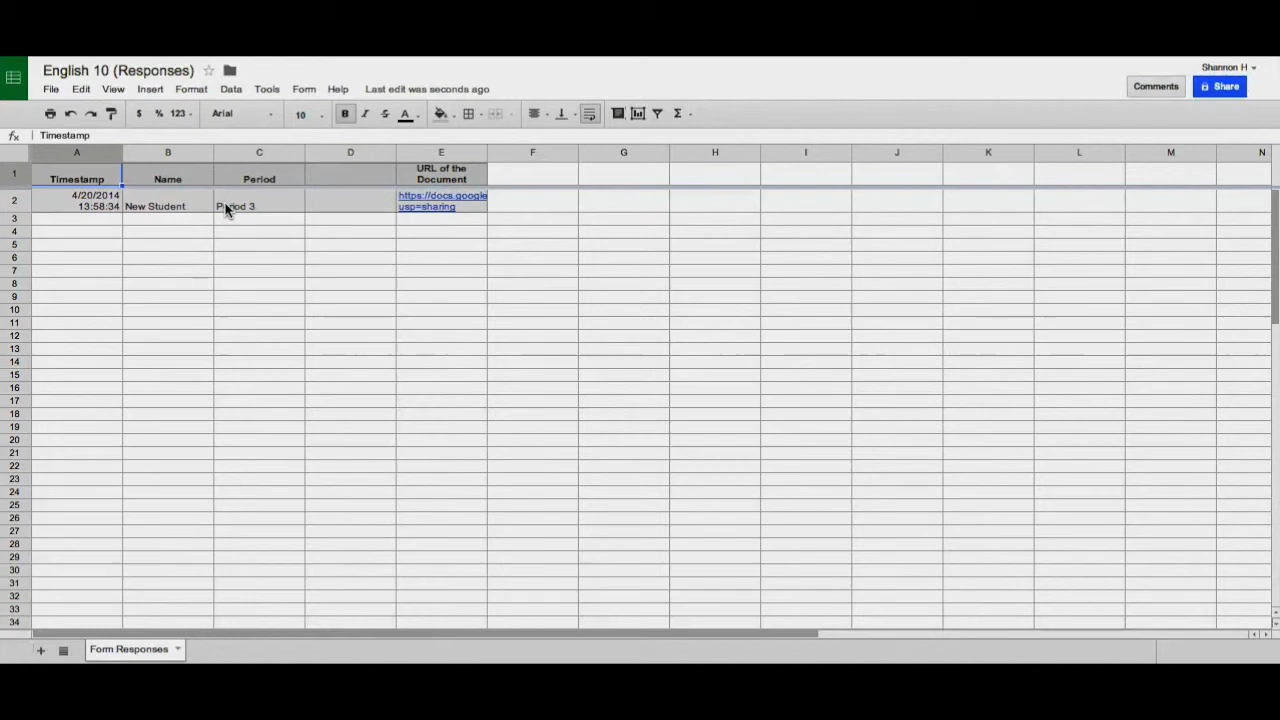 English 10 (Responses)
Shannon H
File Edit View Insert Format Data Tools Form Help Last edit was seconds ago
Comments Share
$ % 123 Arial 10 B I S A Σ
fx Timestamp
A B C D E F G H I J K L M N
1 Timestamp Name Period URL of the
Document
2 4/20/2014
13:58:34 New Student Period 3 https://docs.google
usp=sharing
3
4
5
6
7
8
9
10
11
12
13
14
15
16
17
18
19
20
21
22
23
24
25
26
27
28
29
30
31
32
33
34
+ Form Responses